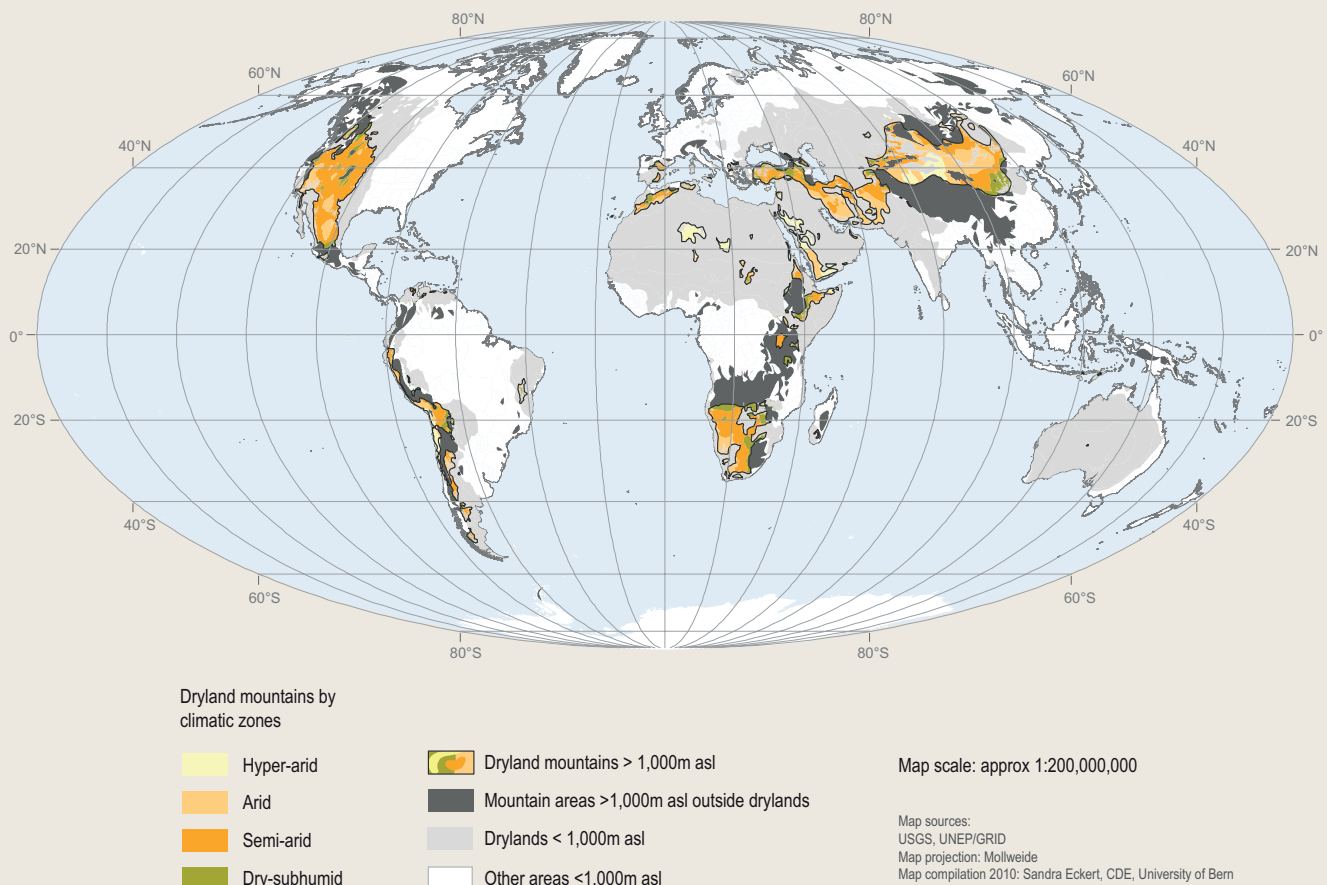 80°N
80°N
60°N
60°N
40°N
40°N
20°N
20°N
0°
0°
20°S
20°S
40°S
40°S
60°S
60°S
80°S
80°S
Dryland mountains by
climatic zones
Hyper-arid
Arid
Semi-arid
Dry-subhumid
Dryland mountains > 1,000m asl
Mountain areas >1,000m asl outside drylands
Drylands < 1,000m asl
Other areas <1,000m asl
Map scale: approx 1:200,000,000
Map sources:
USGS, UNEP/GRID
Map projection: Mollweide
Map compilation 2010: Sandra Eckert, CDE, University of Bern